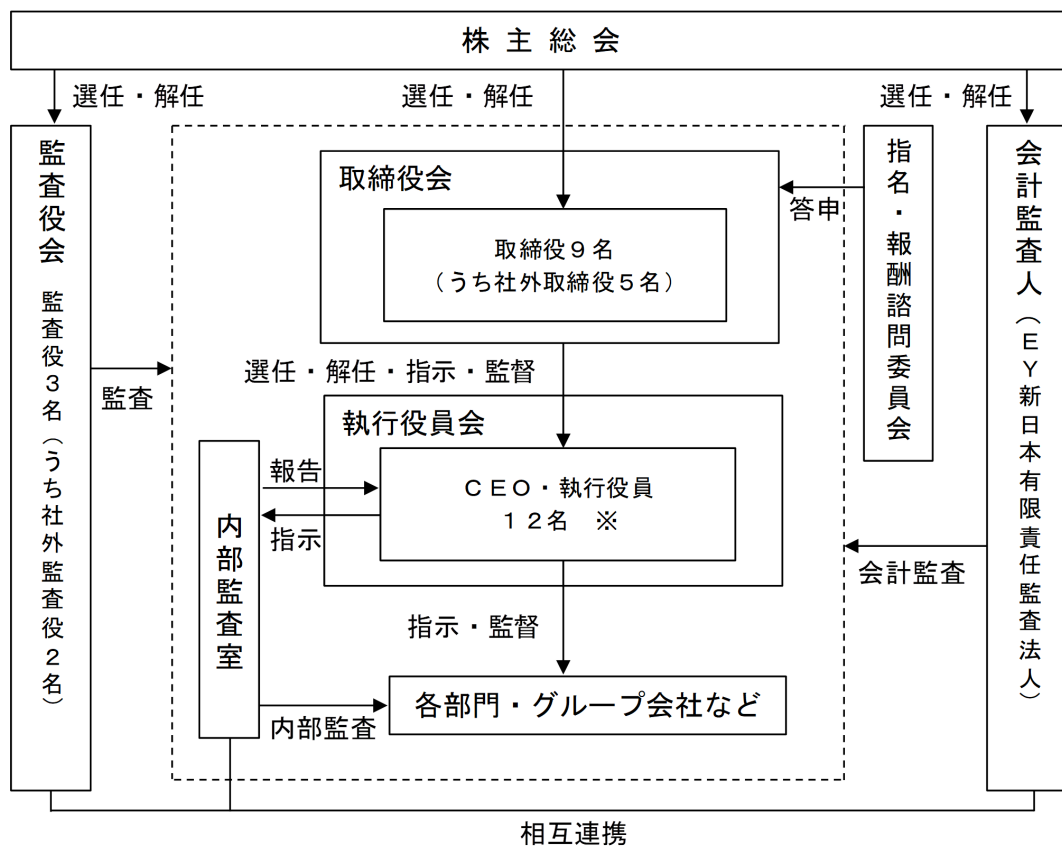 株主総会
選任・解任
選任・解任
選任・解任
監査役会 監査役3名(うち社外監査役2名)
監査
取締役会
取締役9名
(うち社外取締役5名)
答申
指名・報酬諮問委員会
会計監査人(EY新日本有限責任監査法人)
選任・解任・指示・監督
執行役員会
CEO・執行役員
12名 ※
報告
指示
内部監査室
会計監査
指示・監督
各部門・グループ会社など
内部監査
相互連携